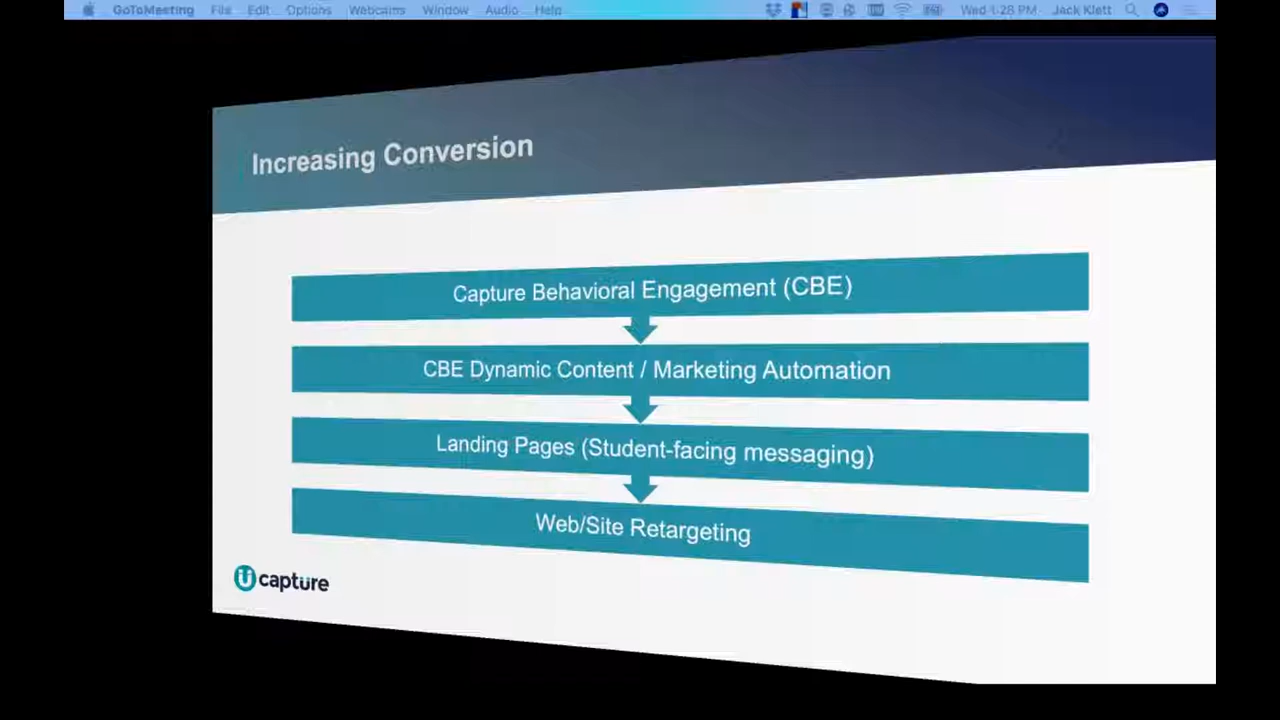 GoToMeeting File Edit Options Webcams Window Audio Help Wed 1:28 PM Jack Klett
Increasing Conversion
Capture Behavioral Engagement (CBE)
CBE Dynamic Content / Marketing Automation
Landing Pages (Student-facing messaging)
Web/Site Retargeting
capture